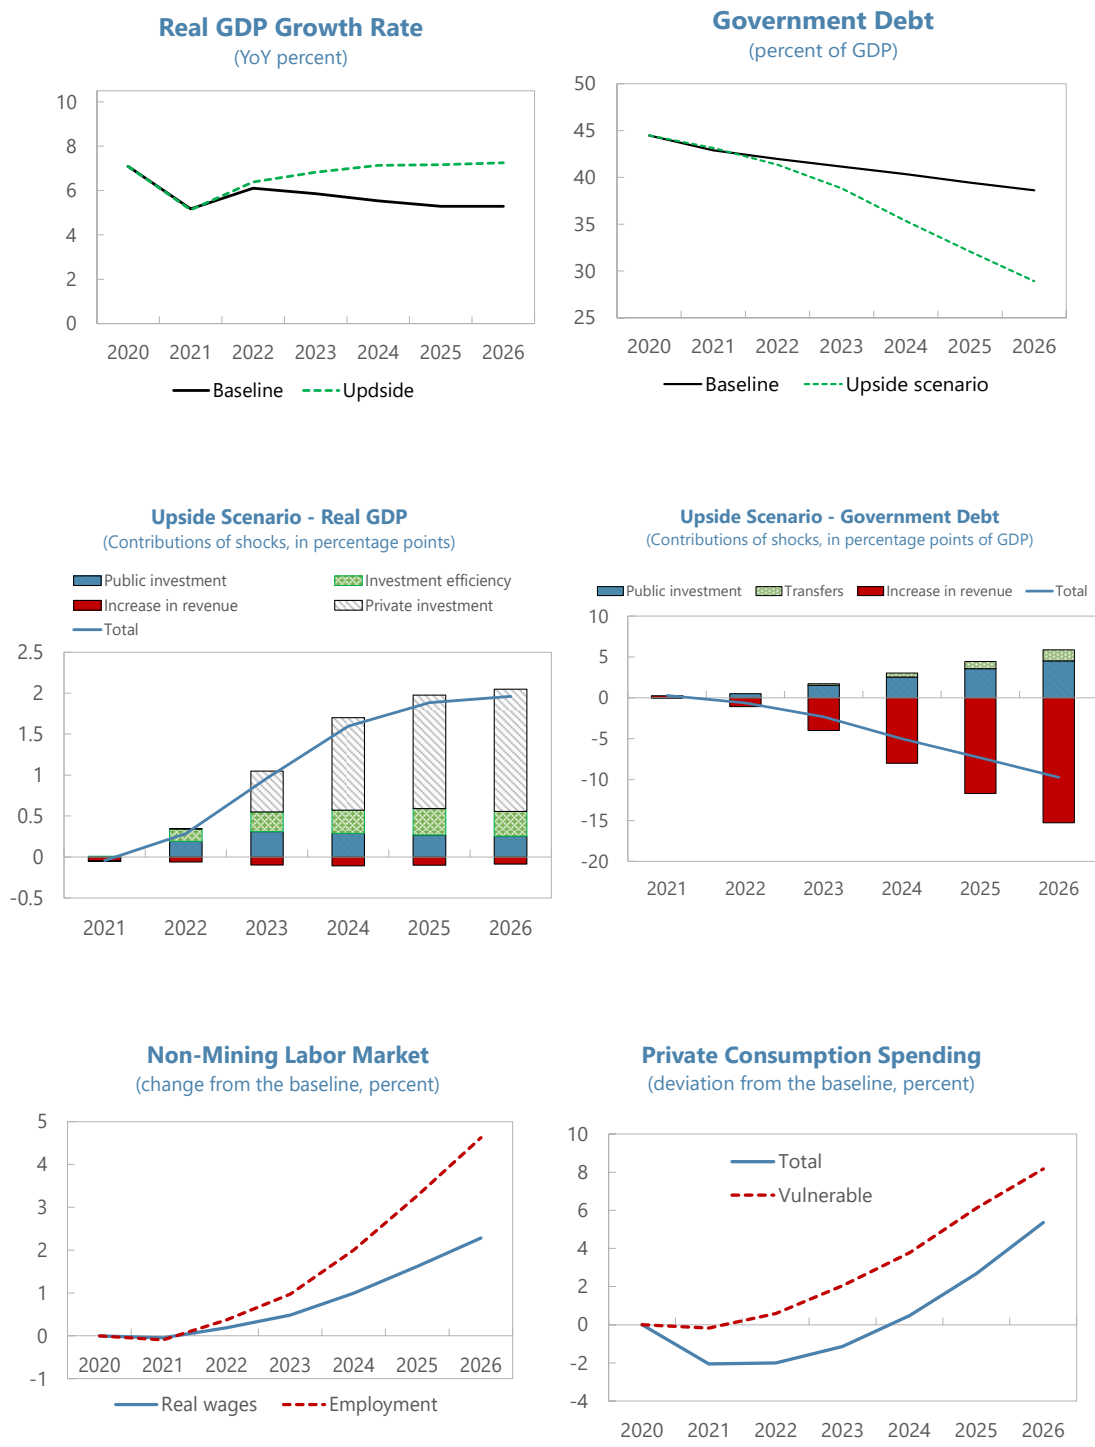 Real GDP Growth Rate
(YoY percent)
10
8
6
4
2
0
2020 2021 2022 2023 2024 2025 2026
Baseline Updside
Government Debt
(percent of GDP)
50
45
40
35
30
25
2020 2021 2022 2023 2024 2025 2026
Baseline Upside scenario
Upside Scenario - Real GDP
(Contributions of shocks, in percentage points)
Public investment Investment efficiency
Increase in revenue Private investment
Total
2.5
2
1.5
1
0.5
0
-0.5
2021 2022 2023 2024 2025 2026
Upside Scenario - Government Debt
(Contributions of shocks, in percentage points of GDP)
Public investment Transfers Increase in revenue Total
10
5
0
-5
-10
-15
-20
2021 2022 2023 2024 2025 2026
Non-Mining Labor Market
(change from the baseline, percent)
5
4
3
2
1
0
-1
2020 2021 2022 2023 2024 2025 2026
Real wages Employment
Private Consumption Spending
(deviation from the baseline, percent)
Total
Vulnerable
10
8
6
4
2
0
-2
-4
2020 2021 2022 2023 2024 2025 2026